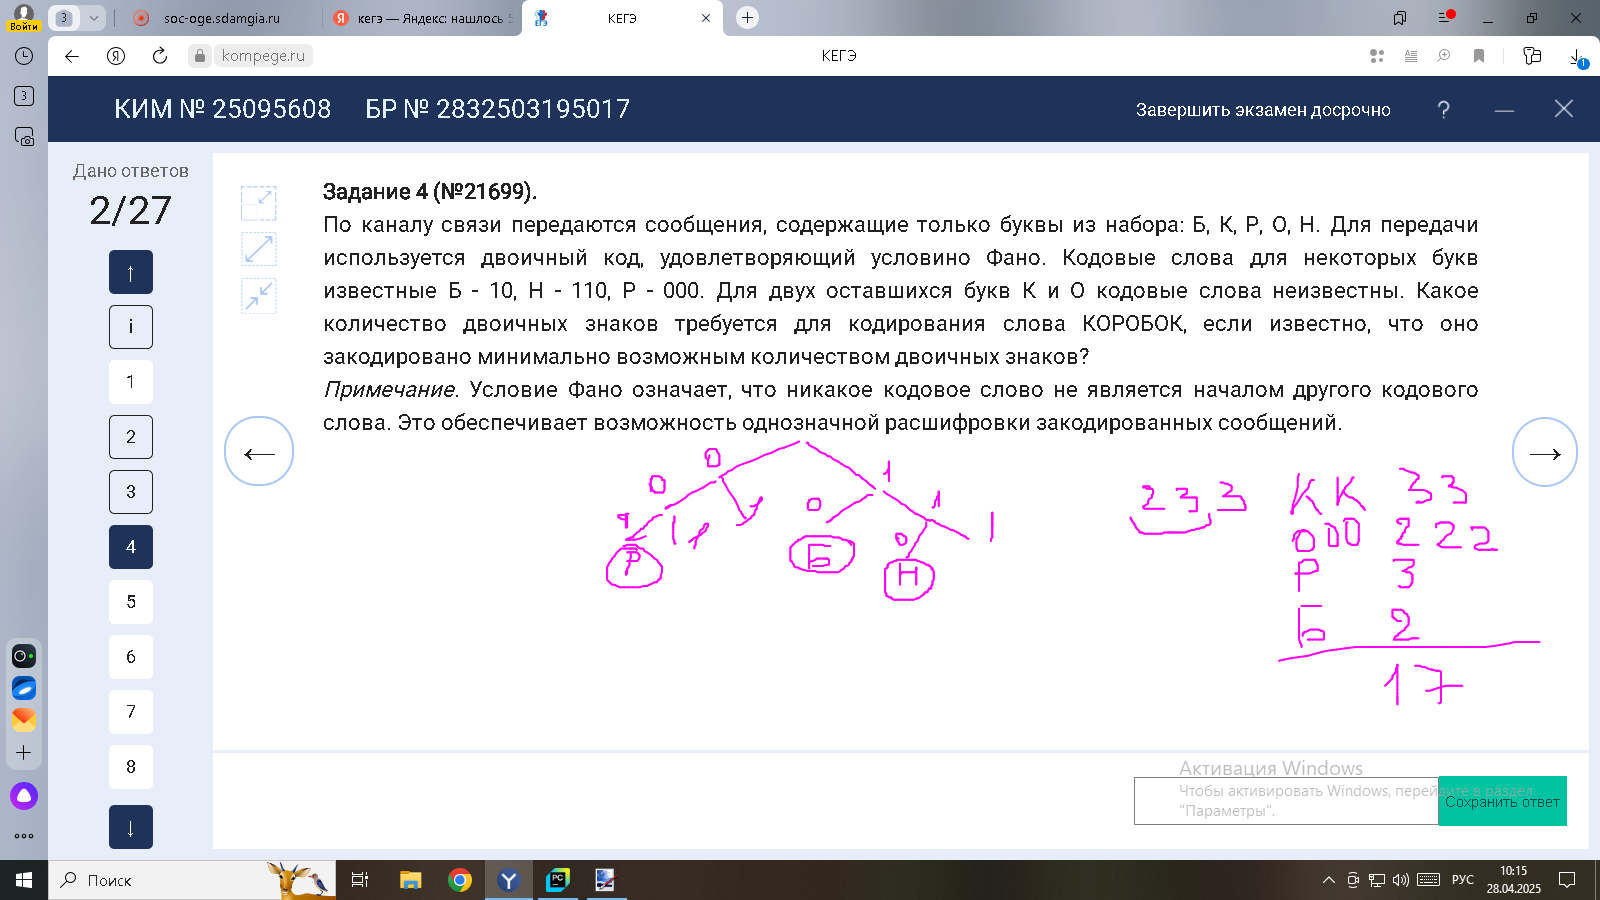 Войти
3
soc-oge.sdamgia.ru
кегэ — Яндекс: нашлось 5
КЕГЭ
kompege.ru
КЕГЭ
1
3
КИМ № 25095608 БР № 2832503195017
Завершить экзамен досрочно
Дано ответов
2/27
i
1
2
3
4
5
6
7
8
Задание 4 (№21699).
По каналу связи передаются сообщения, содержащие только буквы из набора: Б, К, Р, О, Н. Для передачи
используется двоичный код, удовлетворяющий условино Фано. Кодовые слова для некоторых букв
известные Б - 10, Н - 110, Р - 000. Для двух оставшихся букв К и О кодовые слова неизвестны. Какое
количество двоичных знаков требуется для кодирования слова КОРОБОК, если известно, что оно
закодировано минимально возможным количеством двоичных знаков?
Примечание. Условие Фано означает, что никакое кодовое слово не является началом другого кодового
слова. Это обеспечивает возможность однозначной расшифровки закодированных сообщений.
0 1
0 0 1
Р Б 0 Н 1
2 3, 3
КК 33
ООО 222
Р 3
Б 2
17
Активация Windows
Чтобы активировать Windows, перейдите в раздел
"Параметры".
Сохранить ответ
Поиск
РУС
10:15
28.04.2025